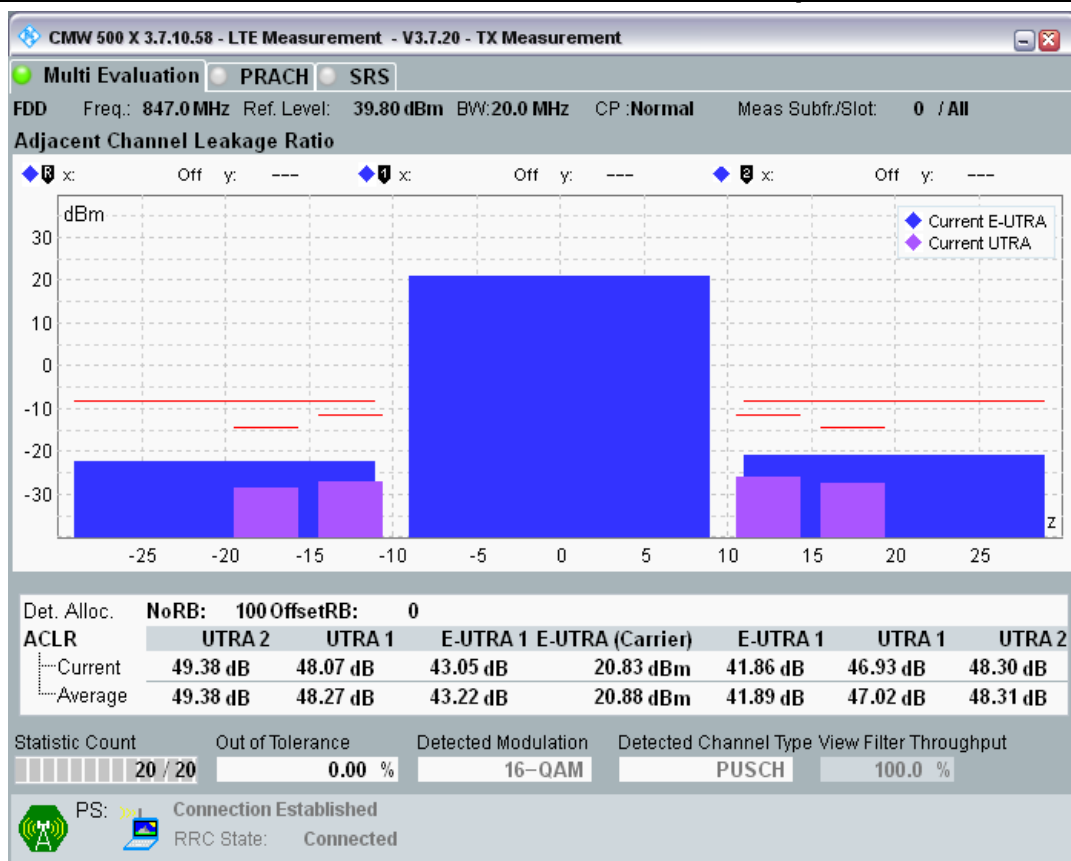 CMW 500 X 3.7.10.58 - LTE Measurement - V3.7.20 - TX Measurement
Multi Evaluation PRACH SRS
FDD Freq.: 847.0 MHz Ref. Level: 39.80 dBm BW:20.0 MHz CP :Normal Meas Subfr./Slot: 0 / All
Adjacent Channel Leakage Ratio
R x: Off y: --- 1 x: Off y: --- 2 x: Off y: ---
dBm
Current E-UTRA
Current UTRA
30
20
10
0
-10
-20
-30
z
-25 -20 -15 -10 -5 0 5 10 15 20 25
Det. Alloc. NoRB: 100 OffsetRB: 0
ACLR UTRA 2 UTRA 1 E-UTRA 1 E-UTRA (Carrier) E-UTRA 1 UTRA 1 UTRA 2
Current 49.38 dB 48.07 dB 43.05 dB 20.83 dBm 41.86 dB 46.93 dB 48.30 dB
Average 49.38 dB 48.27 dB 43.22 dB 20.88 dBm 41.89 dB 47.02 dB 48.31 dB
Statistic Count Out of Tolerance Detected Modulation Detected Channel Type View Filter Throughput
20 / 20 0.00 % 16-QAM PUSCH 100.0 %
PS: Connection Established
RRC State: Connected